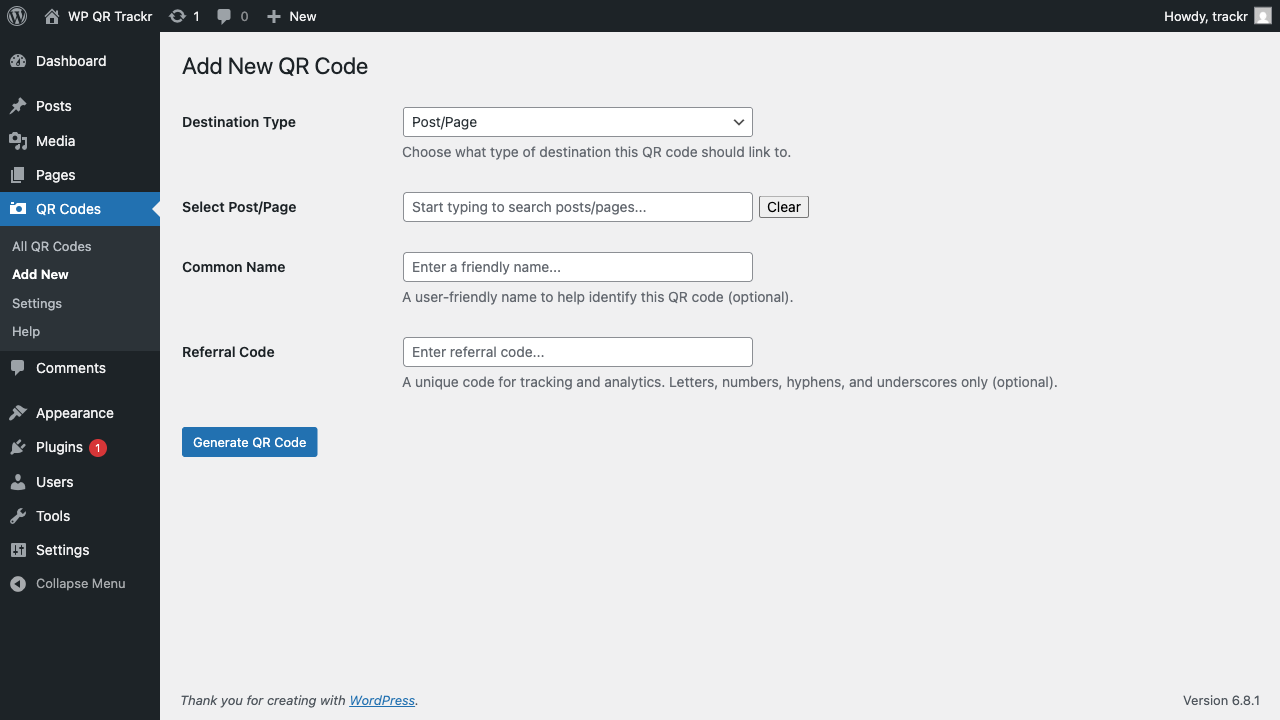 WP QR Trackr 1 0 New Howdy, trackr
Dashboard
Posts
Media
Pages
QR Codes
All QR Codes
Add New
Settings
Help
Comments
Appearance
Plugins 1
Users
Tools
Settings
Collapse Menu
Add New QR Code
Destination Type Post/Page
Choose what type of destination this QR code should link to.
Select Post/Page Start typing to search posts/pages... Clear
Common Name Enter a friendly name...
A user-friendly name to help identify this QR code (optional).
Referral Code Enter referral code...
A unique code for tracking and analytics. Letters, numbers, hyphens, and underscores only (optional).
Generate QR Code
Thank you for creating with WordPress. Version 6.8.1